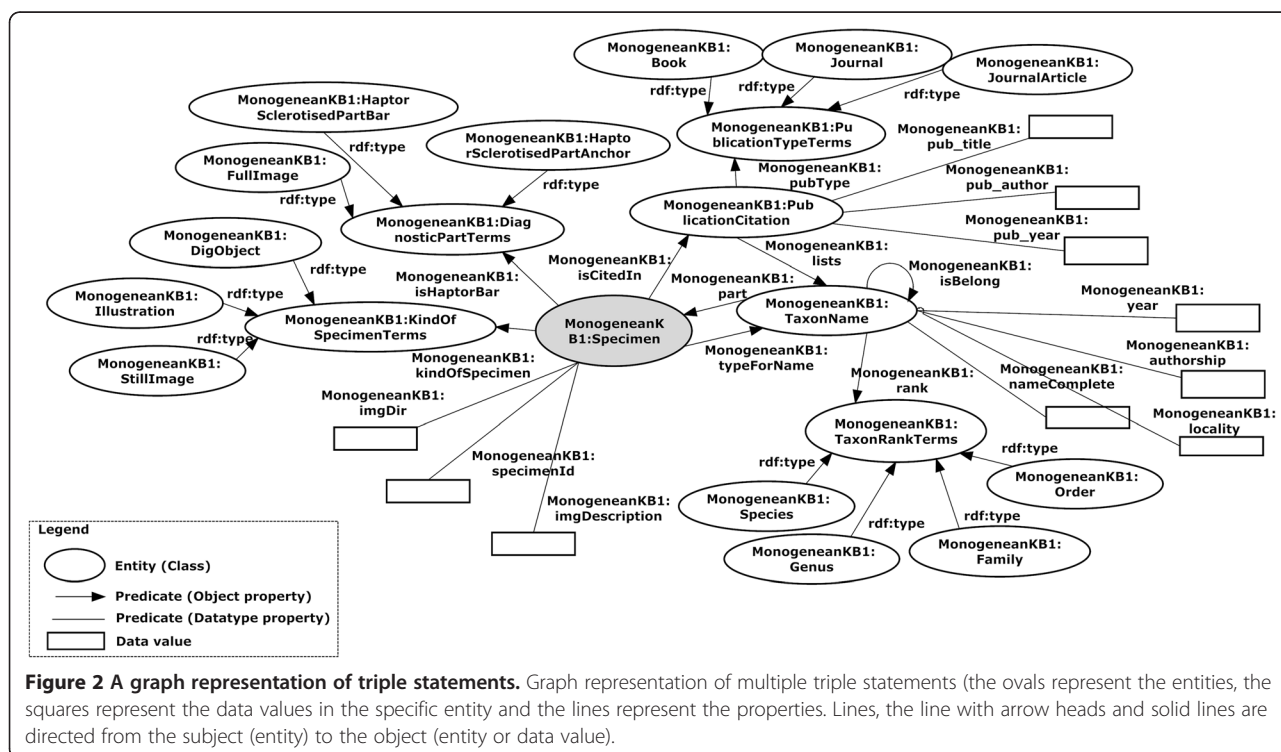 MonogeneanKB1:
Book
MonogeneanKB1:
Journal
MonogeneanKB1:
JournalArticle
rdf:type
rdf:type
rdf:type
MonogeneanKB1:Haptor
SclerotisedPartBar
MonogeneanKB1:Hapto
rSclerotisedPartAnchor
rdf:type
rdf:type
MonogeneanKB1:
FullImage
rdf:type
MonogeneanKB1:Pu
blicationTypeTerms
MonogeneanKB1:
pub_title
MonogeneanKB1:
pubType
MonogeneanKB1:
pub_author
MonogeneanKB1:Pu
blicationCitation
MonogeneanKB1:
pub_year
MonogeneanKB1:Diag
nosticPartTerms
MonogeneanKB1:
DigObject
rdf:type
MonogeneanKB1:
isHaptorBar
MonogeneanKB1:
isCitedIn
MonogeneanKB1:
lists
MonogeneanKB1:
part
MonogeneanKB1:
isBelong
MonogeneanKB1:
Illustration
rdf:type
MonogeneanKB1:KindOf
SpecimenTerms
MonogeneanK
B1:Specimen
MonogeneanKB1:
TaxonName
MonogeneanKB1:
year
rdf:type
MonogeneanKB1:
StillImage
MonogeneanKB1:
kindOfSpecimen
MonogeneanKB1:
typeForName
MonogeneanKB1:
authorship
MonogeneanKB1:
rank
MonogeneanKB1:
nameComplete
MonogeneanKB1:
imgDir
MonogeneanKB1:
locality
MonogeneanKB1:
TaxonRankTerms
MonogeneanKB1:
specimenId
rdf:type
rdf:type
MonogeneanKB1:
Order
MonogeneanKB1:
Species
MonogeneanKB1:
imgDescription
rdf:type
rdf:type
MonogeneanKB1:
Genus
MonogeneanKB1:
Family
Legend
Entity (Class)
Predicate (Object property)
Predicate (Datatype property)
Data value
Figure 2 A graph representation of triple statements. Graph representation of multiple triple statements (the ovals represent the entities, the
squares represent the data values in the specific entity and the lines represent the properties. Lines, the line with arrow heads and solid lines are
directed from the subject (entity) to the object (entity or data value).